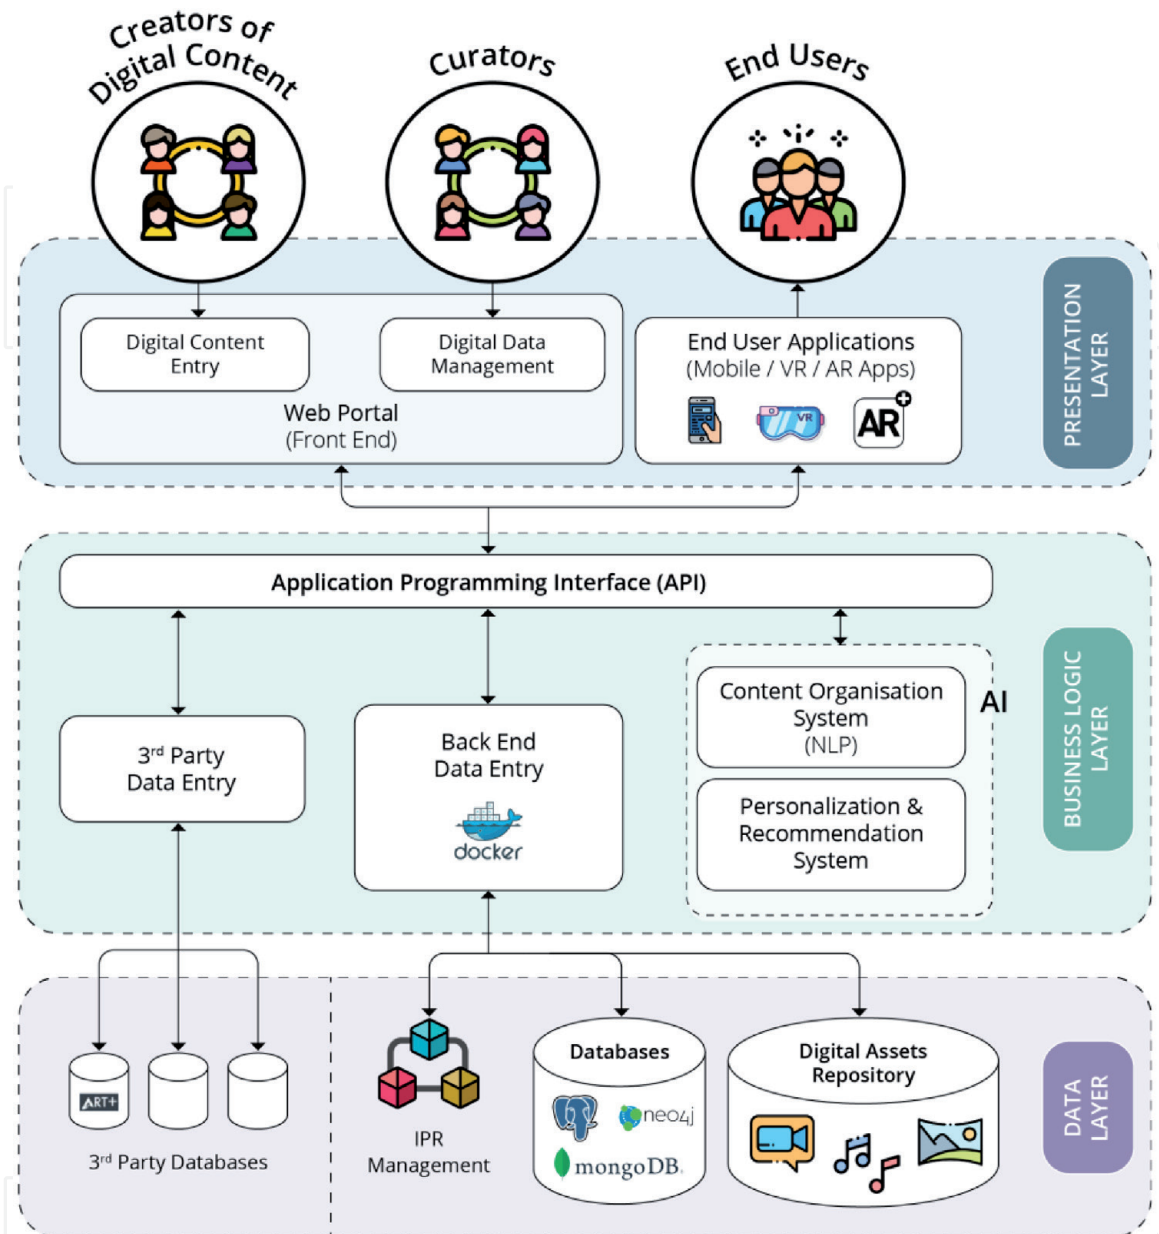 Creators of
Digital Content
Curators
End Users
Digital Content
Entry
Digital Data
Management
Web Portal
(Front End)
End User Applications
(Mobile / VR / AR Apps)
VR
AR
PRESENTATION
LAYER
Application Programming Interface (API)
3rd Party
Data Entry
Back End
Data Entry
docker
Content Organisation
System
(NLP)
AI
Personalization &
Recommendation
System
BUSINESS LOGIC
LAYER
ART+
3rd Party Databases
IPR
Management
Databases
neo4j
mongoDB.
Digital Assets
Repository
DATA
LAYER